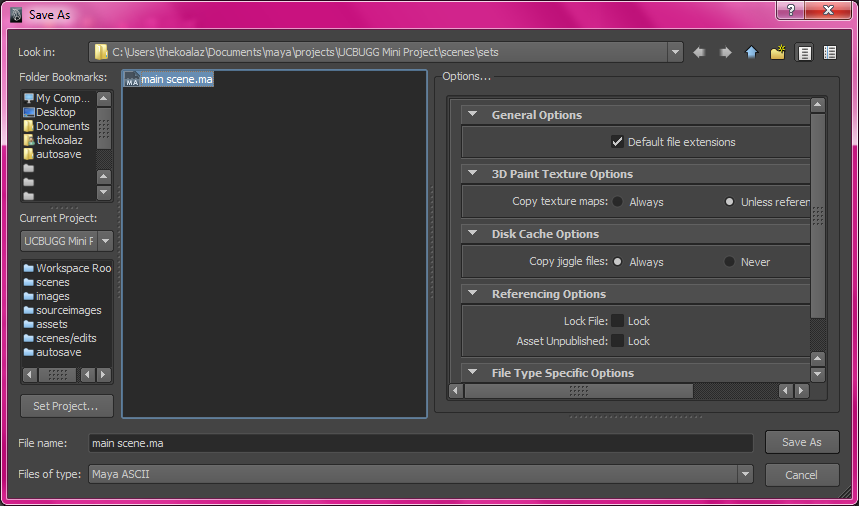 Save As
Look in:
C:\Users\thekoalaz\Documents\maya\projects\UCBUGG Mini Project\scenes\sets
Folder Bookmarks:
My Comp...
Desktop
Documents
thekoalaz
autosave
Current Project:
UCBUGG Mini F
Workspace Roo
scenes
images
sourceimages
assets
scenes/edits
autosave
Set Project...
MA main scene.ma
Options...
General Options
Default file extensions
3D Paint Texture Options
Copy texture maps: Always Unless referen
Disk Cache Options
Copy jiggle files: Always Never
Referencing Options
Lock File: Lock
Asset Unpublished: Lock
File Type Specific Options
File name: main scene.ma Save As
Files of type: Maya ASCII Cancel